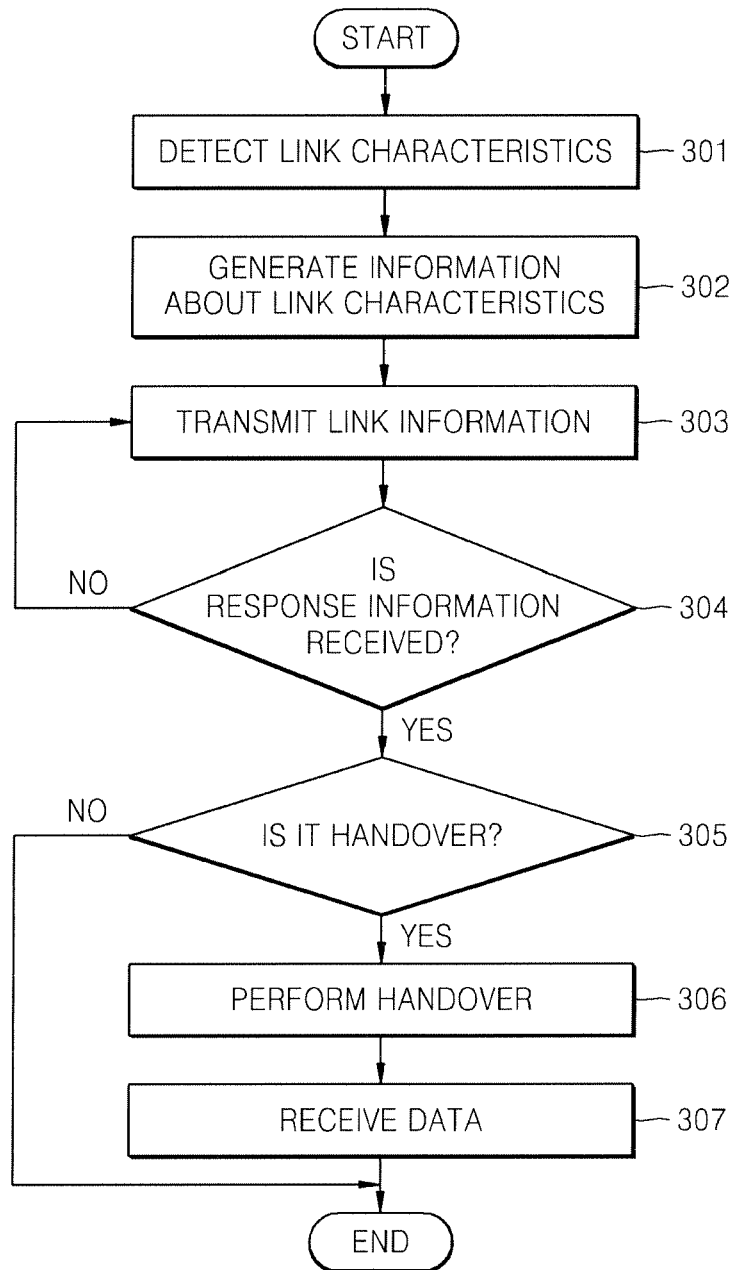 START
DETECT LINK CHARACTERISTICS
301
GENERATE INFORMATION
ABOUT LINK CHARACTERISTICS
302
TRANSMIT LINK INFORMATION
303
NO
IS
RESPONSE INFORMATION
RECEIVED?
304
YES
NO
IS IT HANDOVER?
305
YES
PERFORM HANDOVER
306
RECEIVE DATA
307
END